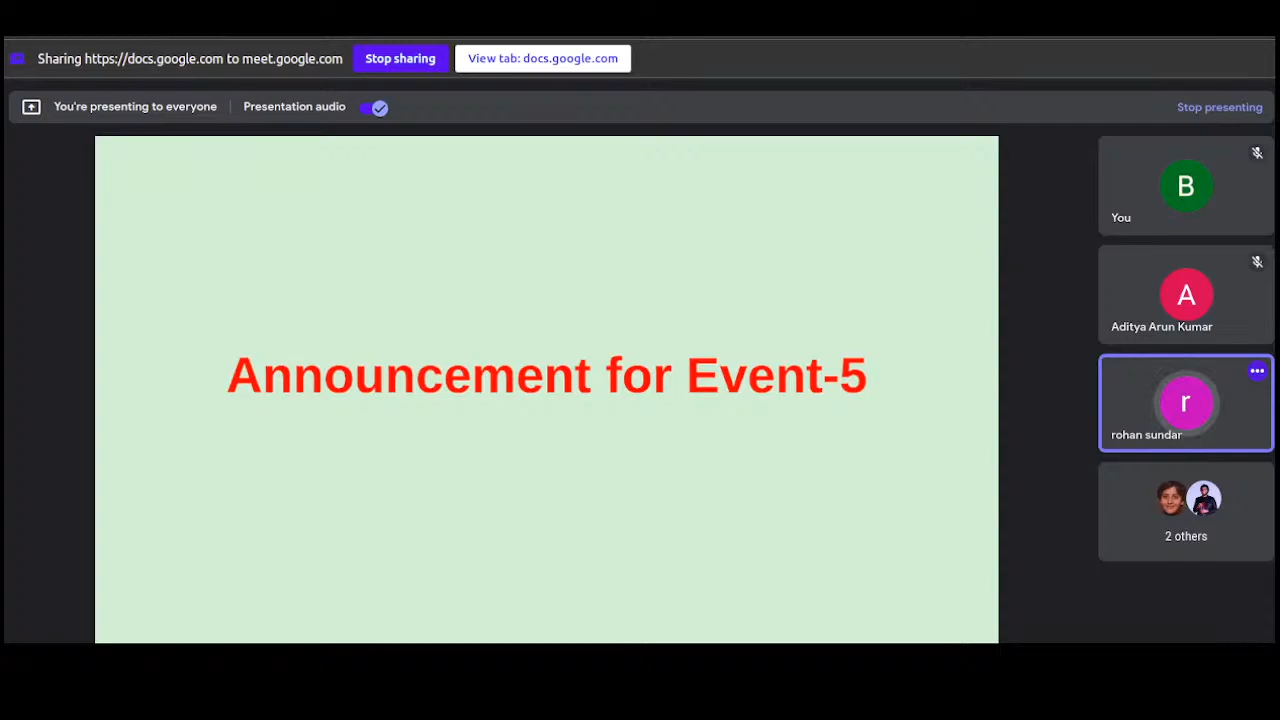 Sharing https://docs.google.com to meet.google.com Stop sharing View tab: docs.google.com
You're presenting to everyone Presentation audio Stop presenting
B
You
A
Aditya Arun Kumar
Announcement for Event-5
r
rohan sundar
2 others